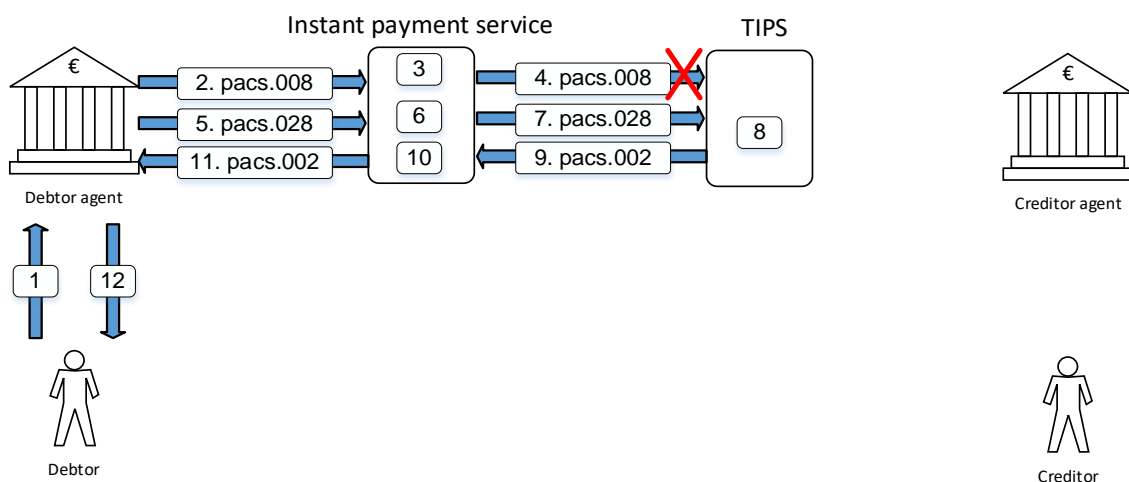 Instant payment service
TIPS
€
2. pacs.008
3
4. pacs.008
€
5. pacs.028
6
7. pacs.028
8
11. pacs.002
10
9. pacs.002
Debtor agent
Creditor agent
1
12
Debtor
Creditor